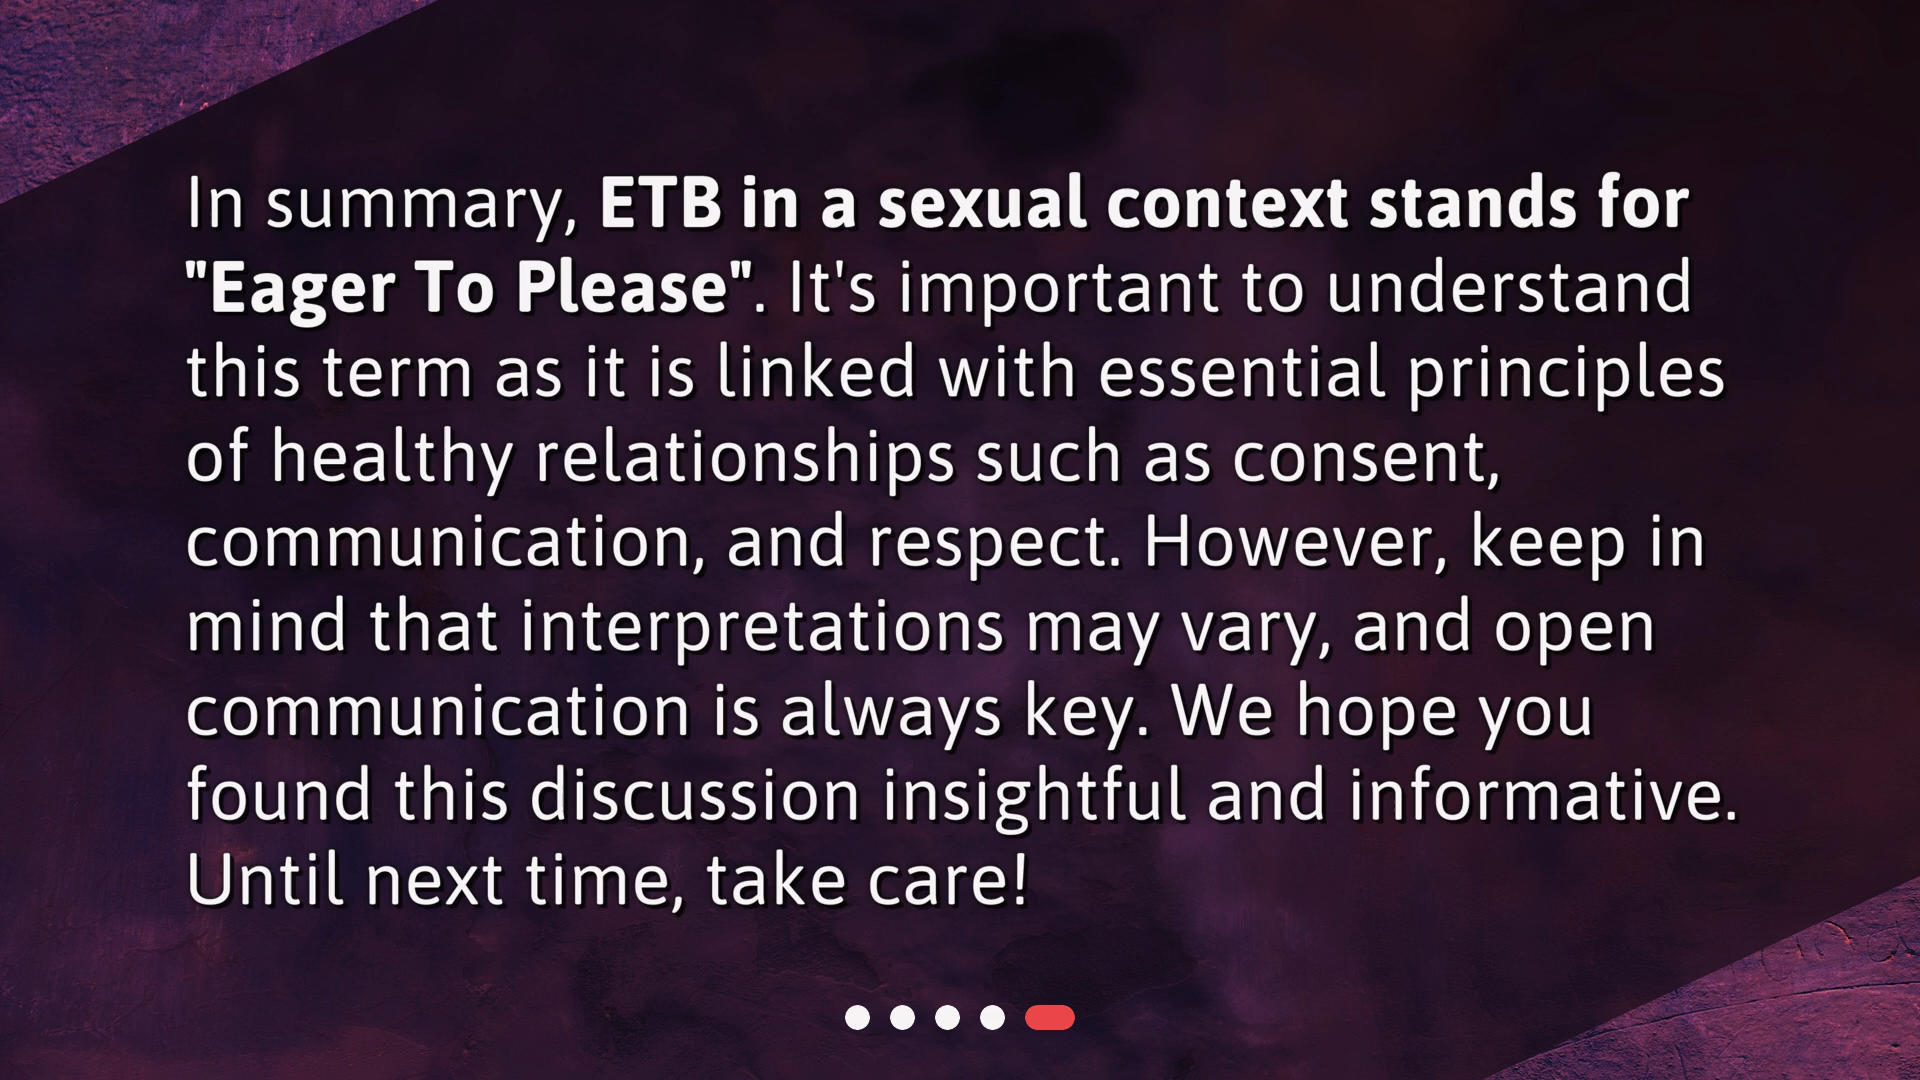 In summary, ETB in a sexual context stands for
"Eager To Please". It's important to understand
this term as it is linked with essential principles
of healthy relationships such as consent,
communication, and respect. However, keep in
mind that interpretations may vary, and open
communication is always key. We hope you
found this discussion insightful and informative.
Until next time, take care!